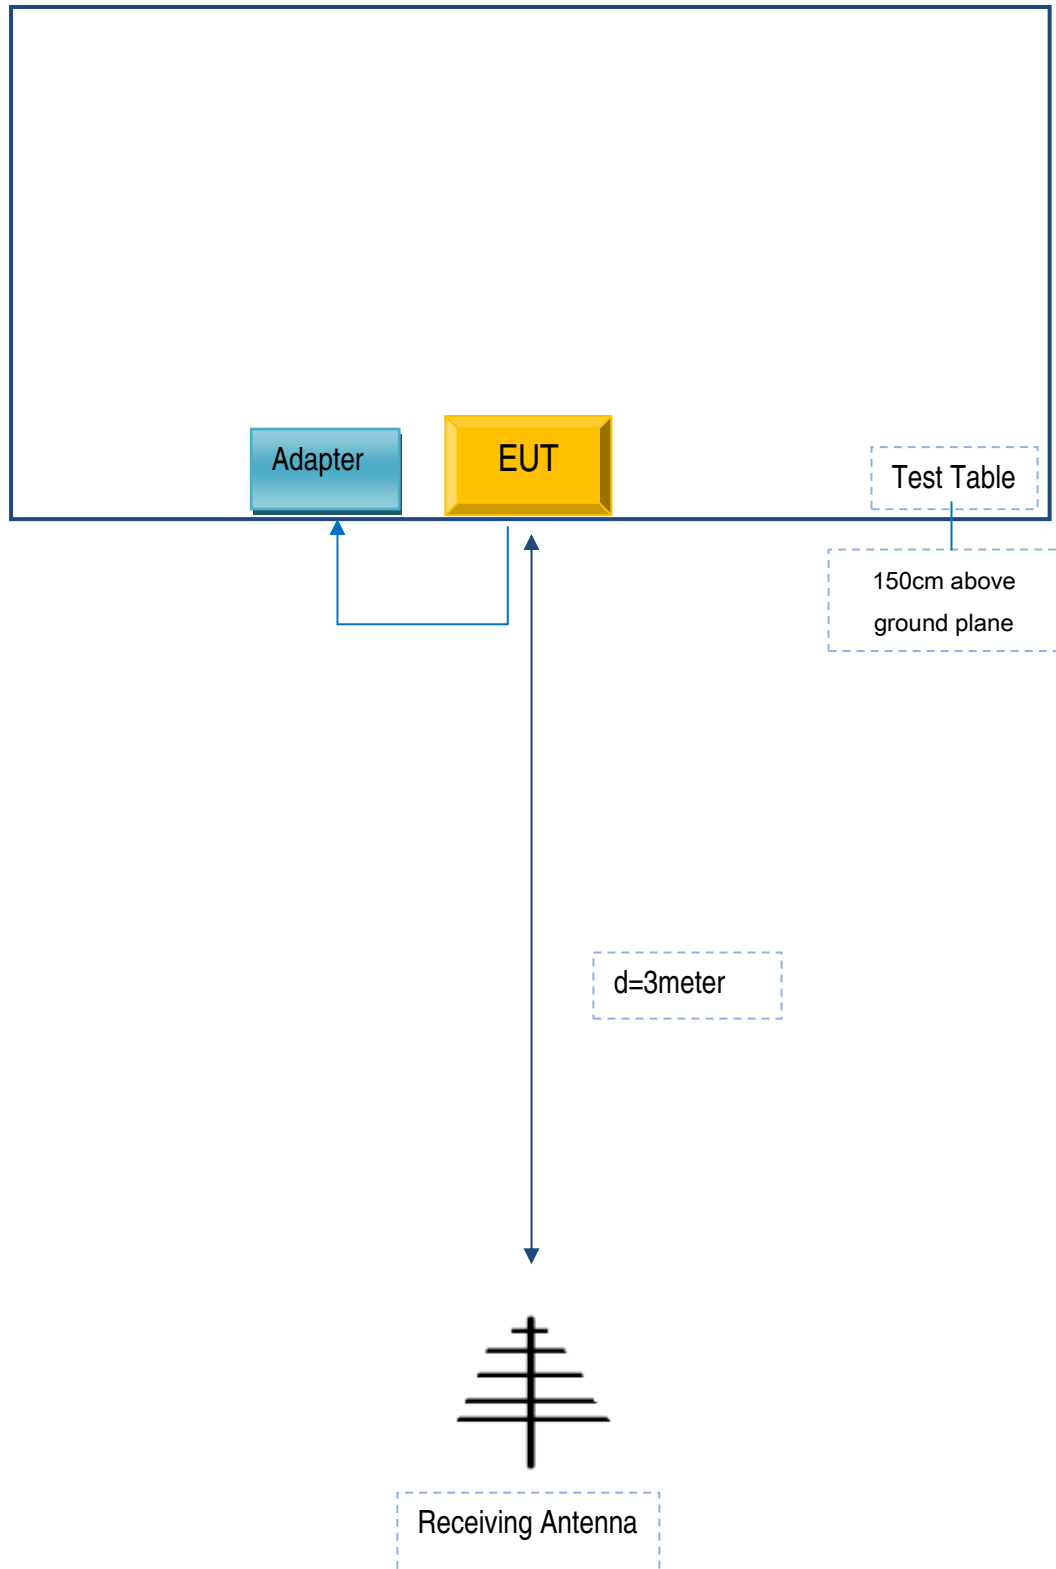 Adapter
EUT
Test Table
150cm above
ground plane
d=3meter
Receiving Antenna